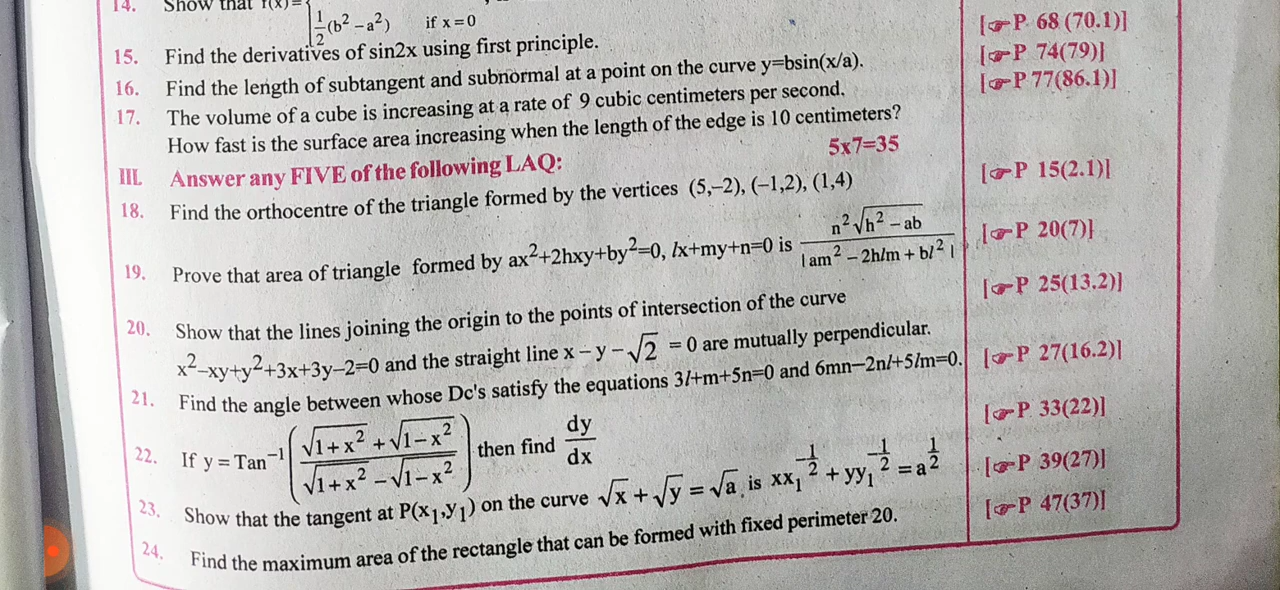 14. Show that f(x)=
1/2(b²−a²) if x=0
15. Find the derivatives of sin2x using first principle. [☞P 68 (70.1)]
16. Find the length of subtangent and subnormal at a point on the curve y=bsin(x/a). [☞P 74(79)]
17. The volume of a cube is increasing at a rate of 9 cubic centimeters per second. [☞P 77(86.1)]
How fast is the surface area increasing when the length of the edge is 10 centimeters?
III. Answer any FIVE of the following LAQ: 5x7=35
18. Find the orthocentre of the triangle formed by the vertices (5,–2), (–1,2), (1,4) [☞P 15(2.1)]
19. Prove that area of triangle formed by ax²+2hxy+by²=0, lx+my+n=0 is n²√(h²−ab) / |am²−2hlm+bl²| [☞P 20(7)]
20. Show that the lines joining the origin to the points of intersection of the curve [☞P 25(13.2)]
x²–xy+y²+3x+3y–2=0 and the straight line x−y−√2 =0 are mutually perpendicular.
21. Find the angle between whose Dc's satisfy the equations 3l+m+5n=0 and 6mn–2nl+5lm=0. [☞P 27(16.2)]
22. If y = Tan⁻¹((√(1+x²) + √(1−x²)) / (√(1+x²) − √(1−x²))) then find dy/dx [☞P 33(22)]
23. Show that the tangent at P(x₁,y₁) on the curve √x + √y = √a is xx₁^(−1/2) + yy₁^(−1/2) = a^(1/2) [☞P 39(27)]
24. Find the maximum area of the rectangle that can be formed with fixed perimeter 20. [☞P 47(37)]